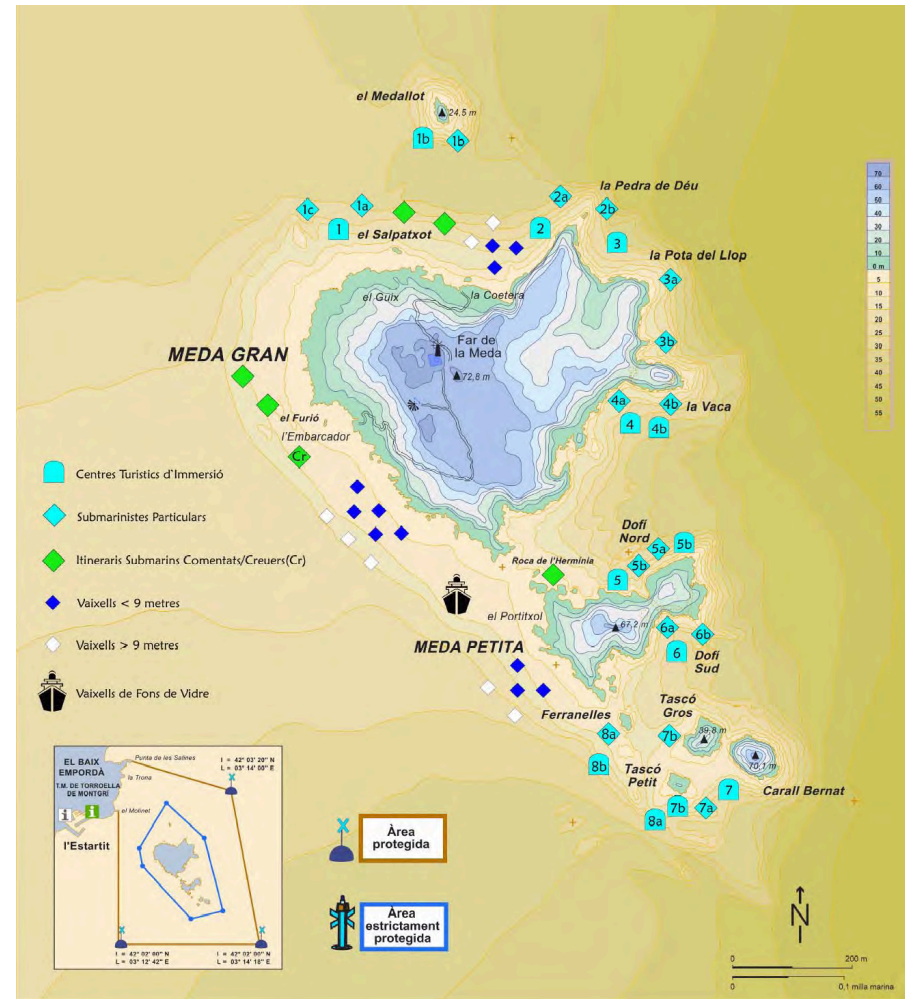 el Medallot
24,5 m
1b
1b
la Pedra de Déu
2a
2b
1c
1a
1
el Salpatxot
2
3
la Pota del Llop
3a
70
60
50
40
30
20
10
0 m
5
10
15
20
25
30
35
40
45
50
55
el Guix
la Coetera
Far de
la Meda
72,8 m
3b
MEDA GRAN
el Furió
l'Embarcador
Cr
4a
4b
la Vaca
4
4b
Centres Turistics d'Immersió
Submarinistes Particulars
Itineraris Submarins Comentats/Creuers(Cr)
Vaixells < 9 metres
Vaixells > 9 metres
Vaixells de Fons de Vidre
Dofí
Nord
5a
5b
5b
5
Roca de l'Hermínia
el Portitxol
67,2 m
MEDA PETITA
6a
6b
6
Dofí
Sud
Ferranelles
Tascó
Gros
8a
7b
39,8 m
70,1 m
8b
Tascó
Petit
7
Carall Bernat
7b
7a
8a
EL BAIX
EMPORDÀ
T.M. DE TORROELLA
DE MONTGRÍ
Punta de les Salines
la Trona
el Molinet
l'Estartit
l = 42° 03' 20" N
L = 03° 14' 00" E
l = 42° 02' 00" N
L = 03° 12' 42" E
l = 42° 02' 00" N
L = 03° 14' 18" E
Àrea
protegida
Àrea
estrictament
protegida
N
0
200 m
0
0,1 milla marina